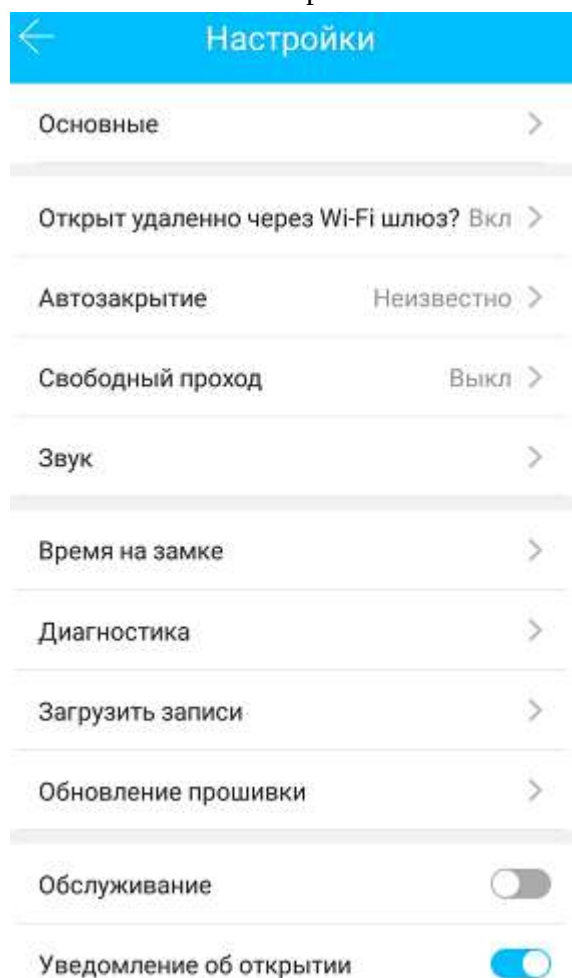 Настройки
Основные
Открыт удаленно через Wi-Fi шлюз? Вкл
Автозакрытие Неизвестно
Свободный проход Выкл
Звук
Время на замке
Диагностика
Загрузить записи
Обновление прошивки
Обслуживание
Уведомление об открытии